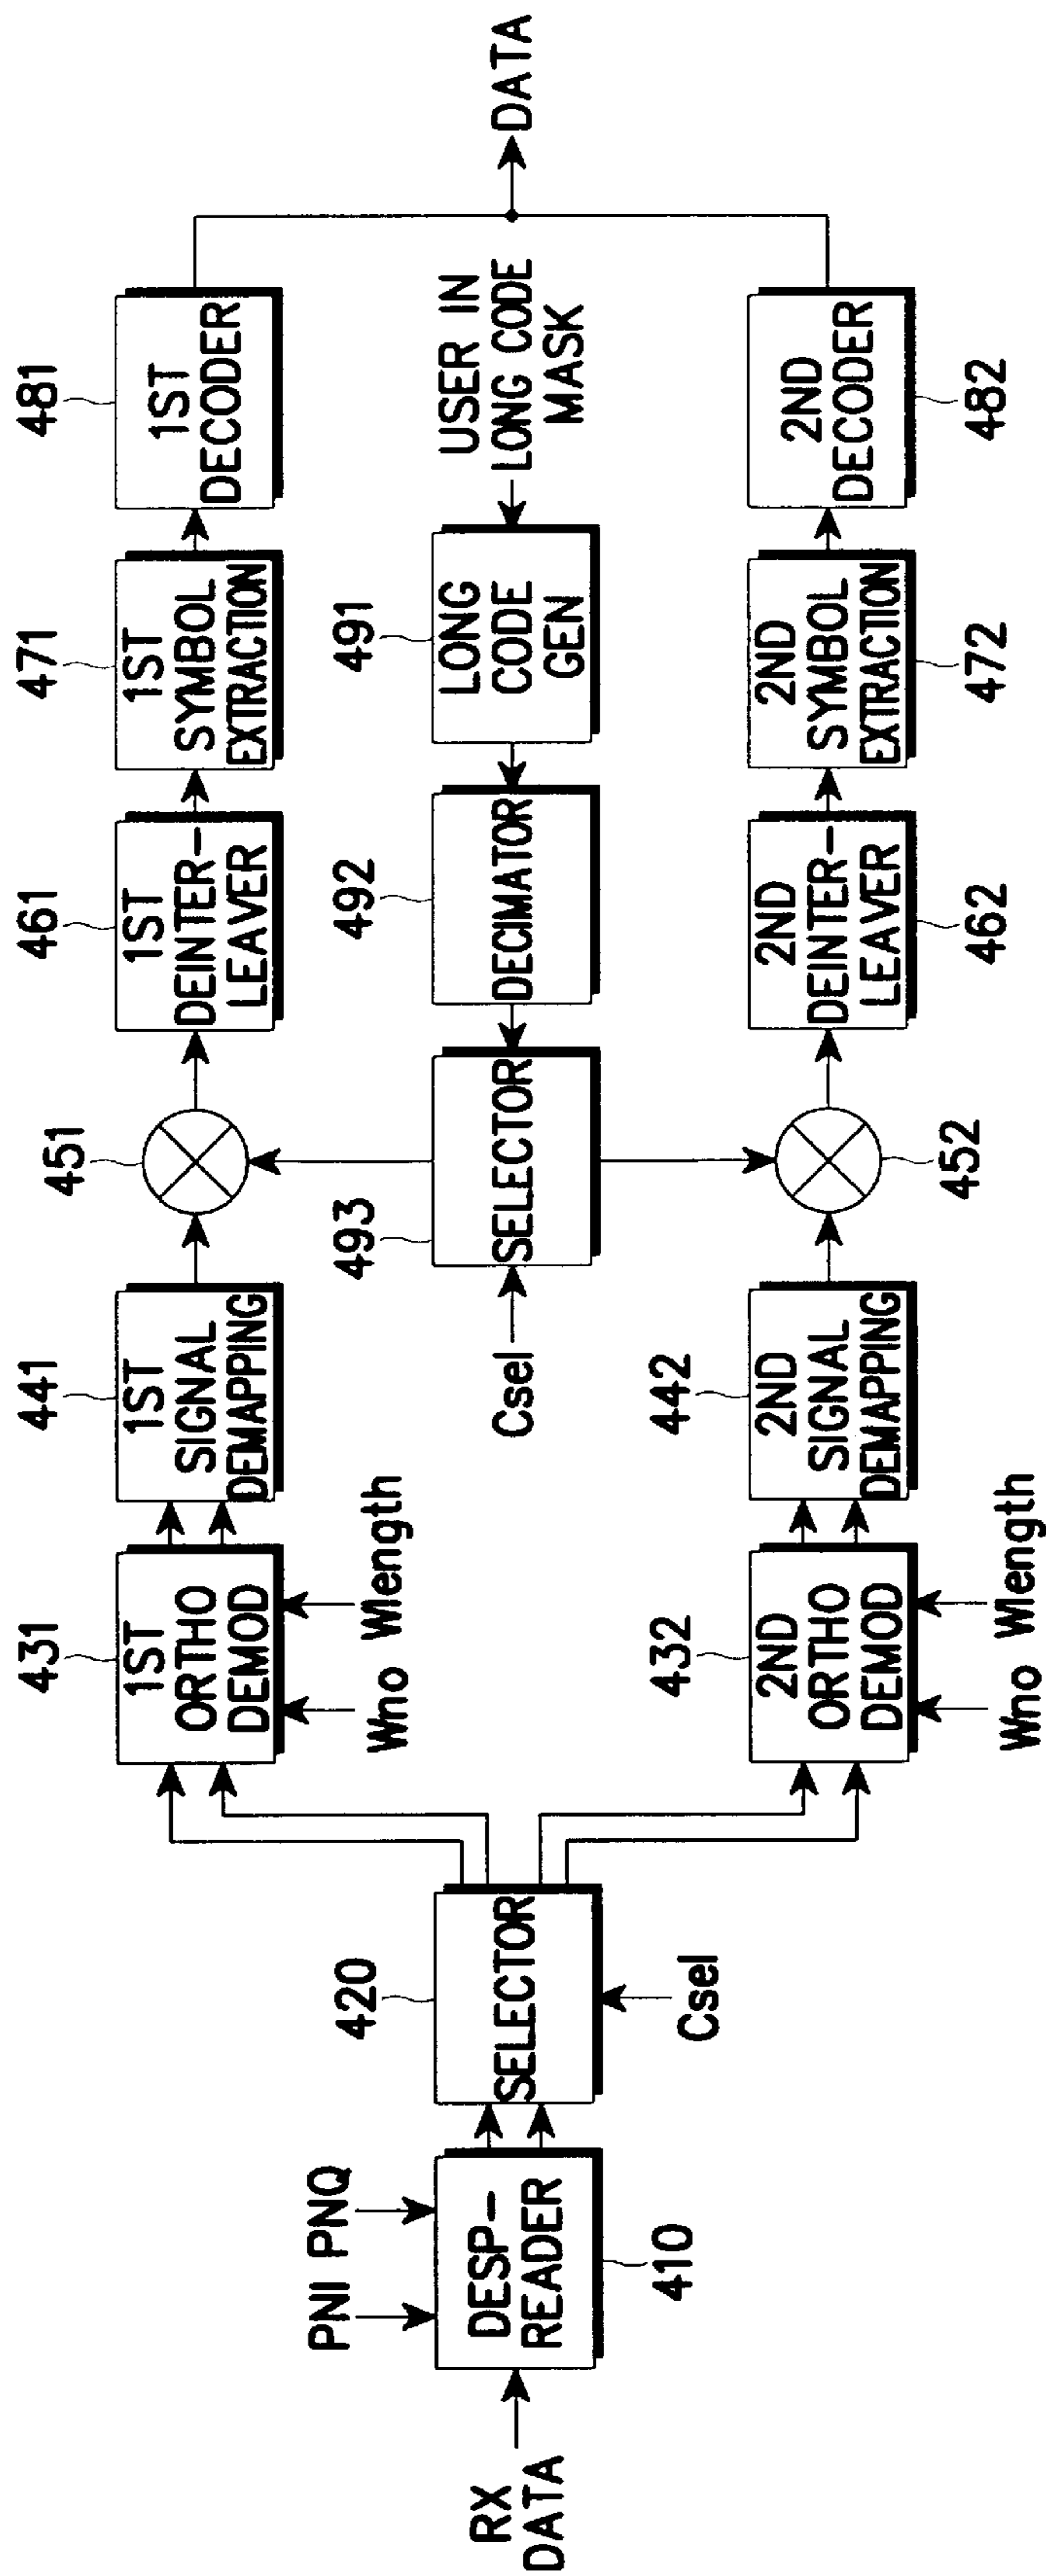 RX
DATA
PNI PNQ
DESP-
READER
410
420
SELECTOR
Csel
431
1ST
ORTHO
DEMOD
Wno Wlength
441
1ST
SIGNAL
DEMAPPING
451
461
1ST
DEINTER-
LEAVER
471
1ST
SYMBOL
EXTRACTION
481
1ST
DECODER
DATA
Csel
493
SELECTOR
492
DECIMATOR
491
LONG
CODE
GEN
USER IN
LONG CODE
MASK
432
2ND
ORTHO
DEMOD
Wno Wlength
442
2ND
SIGNAL
DEMAPPING
452
2ND
DEINTER-
LEAVER
462
2ND
SYMBOL
EXTRACTION
472
2ND
DECODER
482